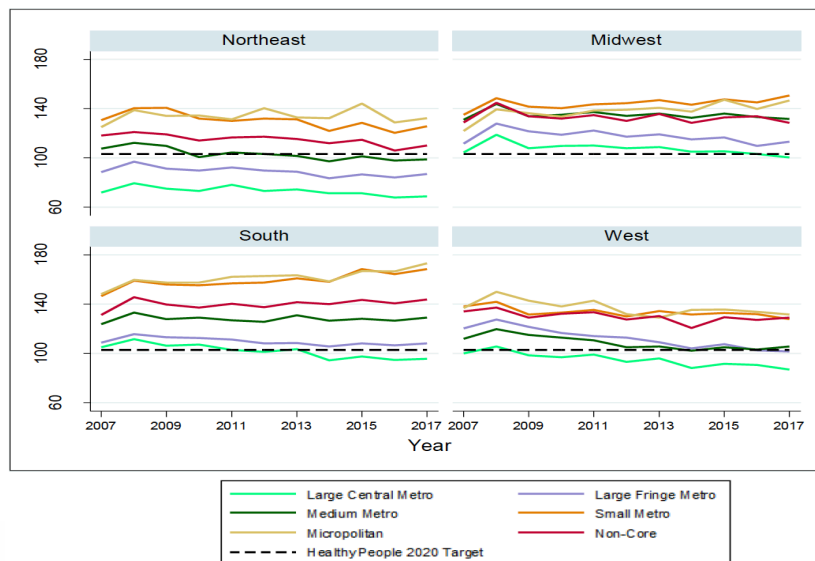 Northeast Midwest
180
140
100
60
South West
180
140
100
60
2007 2009 2011 2013 2015 2017 2007 2009 2011 2013 2015 2017
Year
Large Central Metro Large Fringe Metro
Medium Metro Small Metro
Micropolitan Non-Core
Healthy People 2020 Target